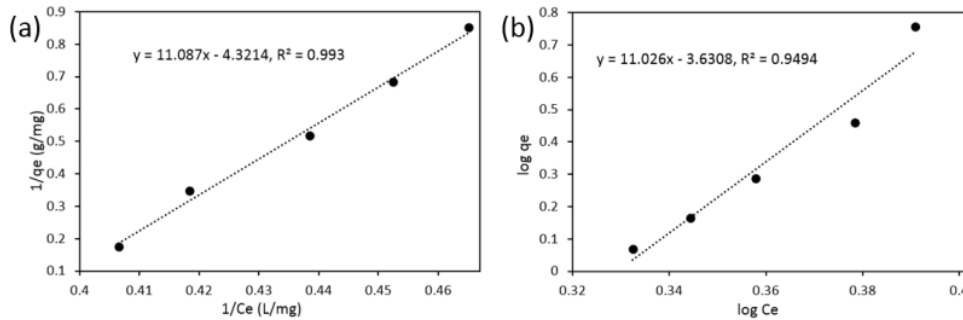 (a)
y = 11.087x - 4.3214, R² = 0.993
0.9
0.8
0.7
0.6
0.5
0.4
0.3
0.2
0.1
1/qe (g/mg)
0.4 0.41 0.42 0.43 0.44 0.45 0.46
1/Ce (L/mg)
(b)
y = 11.026x - 3.6308, R² = 0.9494
0.8
0.7
0.6
0.5
0.4
0.3
0.2
0.1
0
log qe
0.32 0.34 0.36 0.38
log Ce